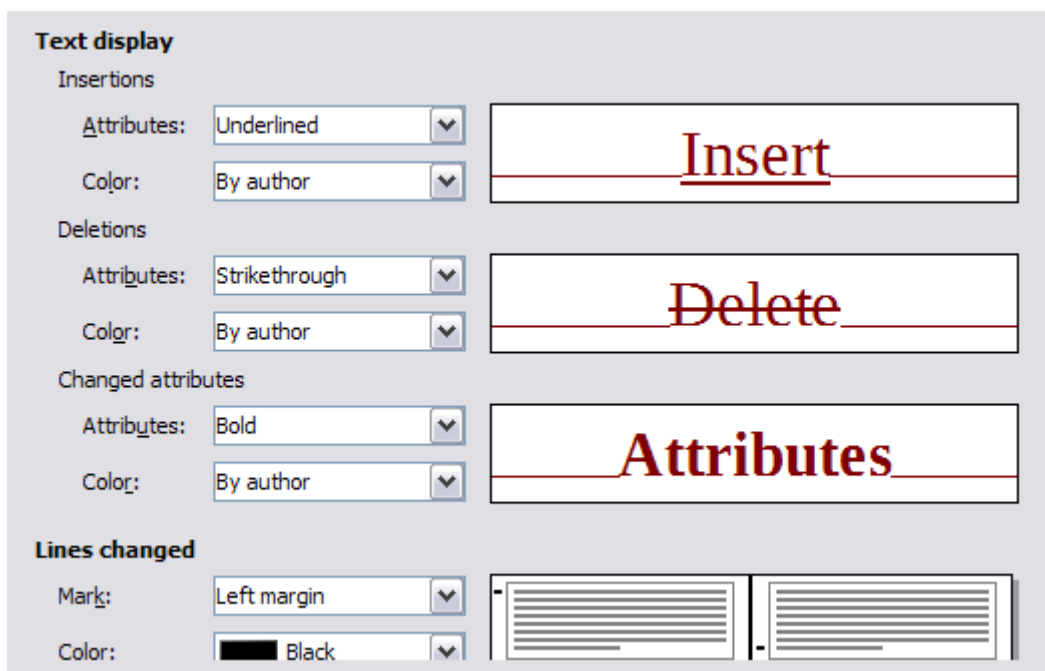 Text display
Insertions
Attributes: Underlined
Insert
Color: By author
Deletions
Attributes: Strikethrough
Delete
Color: By author
Changed attributes
Attributes: Bold
Attributes
Color: By author
Lines changed
Mark: Left margin
Color: Black